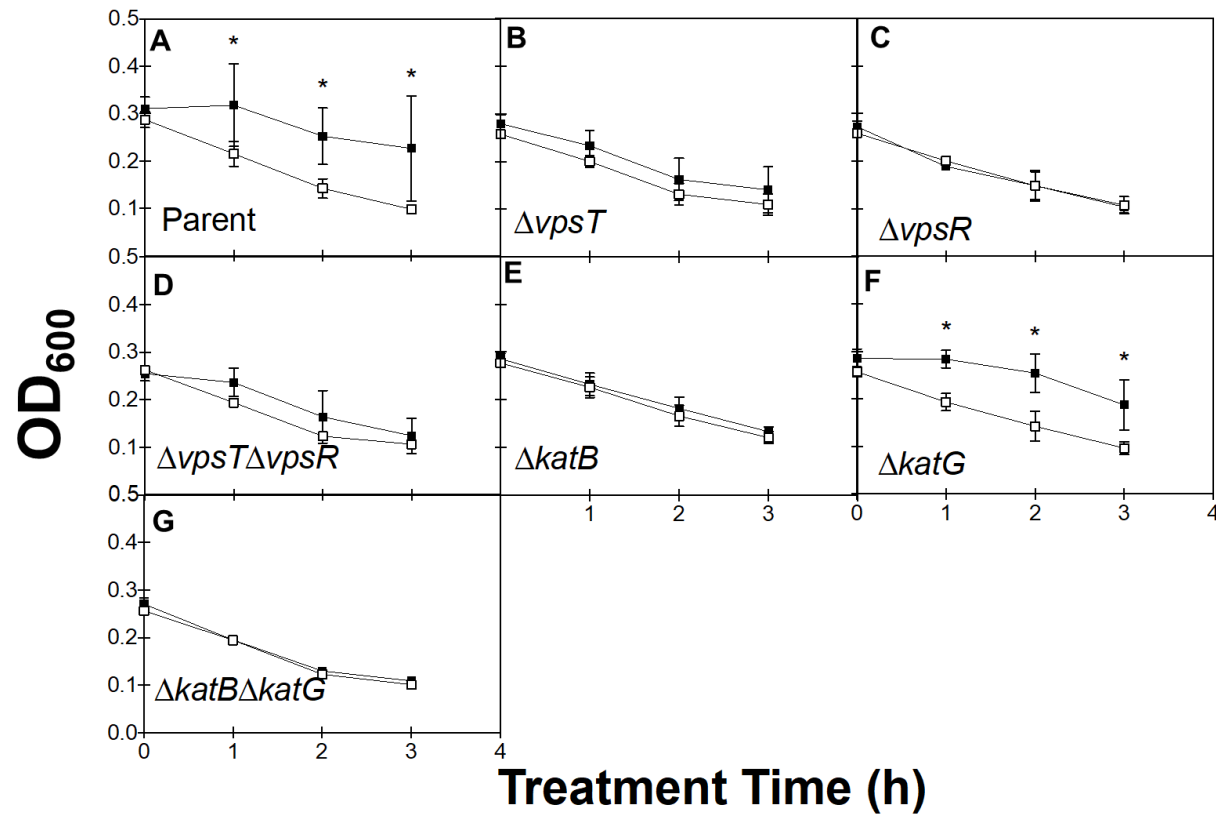 0.5 A * * * B C
0.4
0.3
0.2
0.1 Parent ΔvpsT ΔvpsR
0.5 D E F * * *
0.4
0.3
0.2
0.1 ΔvpsTΔvpsR ΔkatB ΔkatG
0.5 1 2 3 0 1 2 3 4
G
0.4
0.3
0.2
0.1 ΔkatBΔkatG
0.0
0 1 2 3 4
OD600
Treatment Time (h)